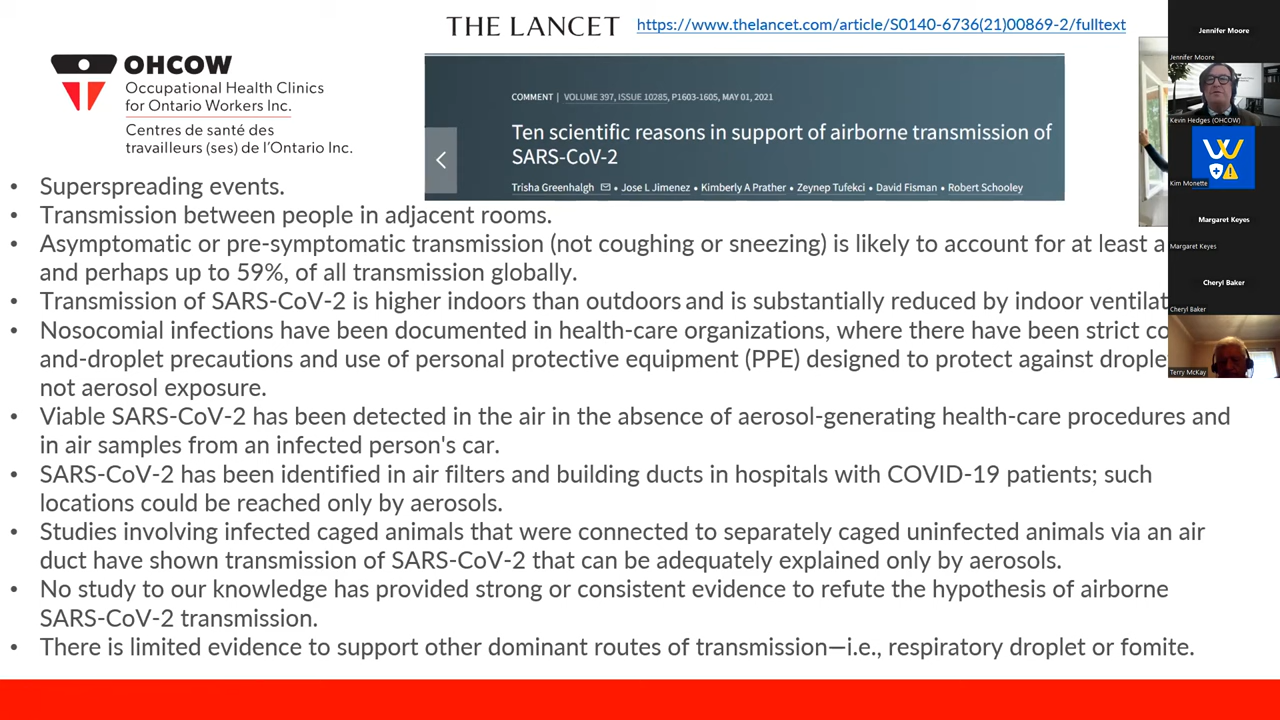 THE LANCET https://www.thelancet.com/article/S0140-6736(21)00869-2/fulltext
OHCOW
Occupational Health Clinics
for Ontario Workers Inc.
Centres de santé des
travailleurs (ses) de l'Ontario Inc.
COMMENT | VOLUME 397, ISSUE 10285, P1603-1605, MAY 01, 2021
Ten scientific reasons in support of airborne transmission of
SARS-CoV-2
Trisha Greenhalgh • Jose L Jimenez • Kimberly A Prather • Zeynep Tufekci • David Fisman • Robert Schooley
• Superspreading events.
• Transmission between people in adjacent rooms.
• Asymptomatic or pre-symptomatic transmission (not coughing or sneezing) is likely to account for at least a
and perhaps up to 59%, of all transmission globally.
• Transmission of SARS-CoV-2 is higher indoors than outdoors and is substantially reduced by indoor ventilat
• Nosocomial infections have been documented in health-care organizations, where there have been strict co
and-droplet precautions and use of personal protective equipment (PPE) designed to protect against drople
not aerosol exposure.
• Viable SARS-CoV-2 has been detected in the air in the absence of aerosol-generating health-care procedures and
in air samples from an infected person's car.
• SARS-CoV-2 has been identified in air filters and building ducts in hospitals with COVID-19 patients; such
locations could be reached only by aerosols.
• Studies involving infected caged animals that were connected to separately caged uninfected animals via an air
duct have shown transmission of SARS-CoV-2 that can be adequately explained only by aerosols.
• No study to our knowledge has provided strong or consistent evidence to refute the hypothesis of airborne
SARS-CoV-2 transmission.
• There is limited evidence to support other dominant routes of transmission—i.e., respiratory droplet or fomite.
Jennifer Moore
Jennifer Moore
Kevin Hedges (OHCOW)
Kim Monette
Margaret Keyes
Margaret Keyes
Cheryl Baker
Cheryl Baker
Terry McKay